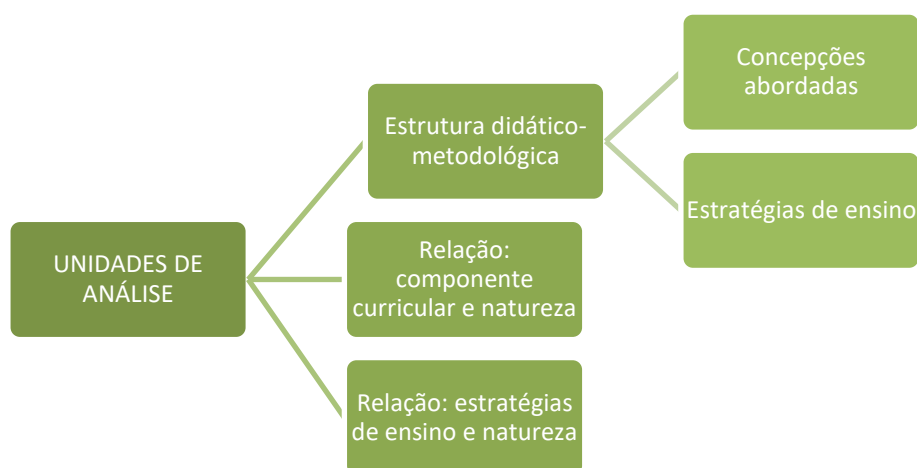 UNIDADES DE
ANÁLISE
Estrutura didático-
metodológica
Concepções
abordadas
Estratégias de ensino
Relação:
componente
curricular e natureza
Relação: estratégias
de ensino e natureza